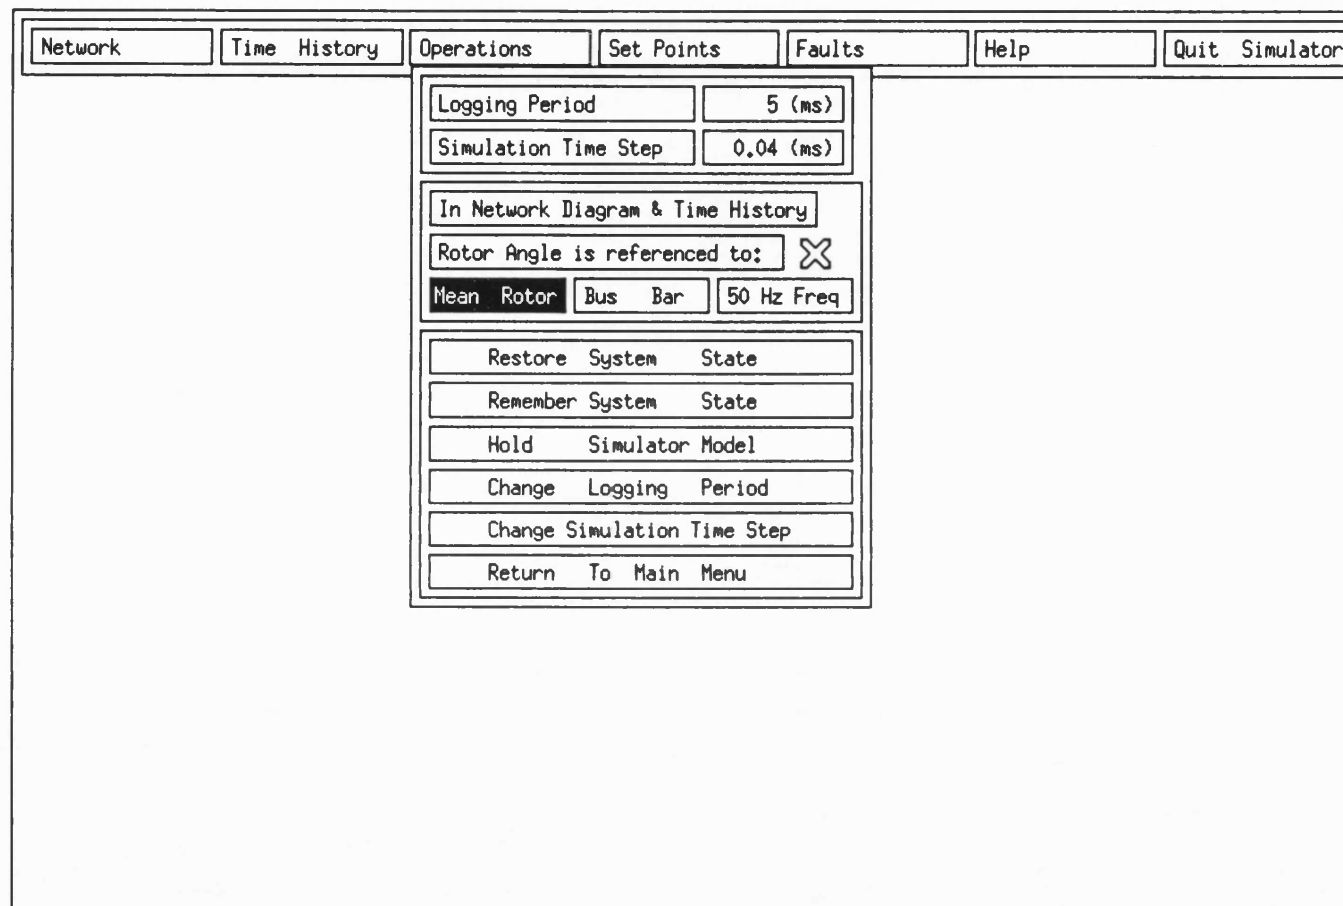 Network Time History Operations Set Points Faults Help Quit Simulator
Logging Period 5 (ms)
Simulation Time Step 0.04 (ms)
In Network Diagram & Time History
Rotor Angle is referenced to:
Mean Rotor Bus Bar 50 Hz Freq
Restore System State
Remember System State
Hold Simulator Model
Change Logging Period
Change Simulation Time Step
Return To Main Menu